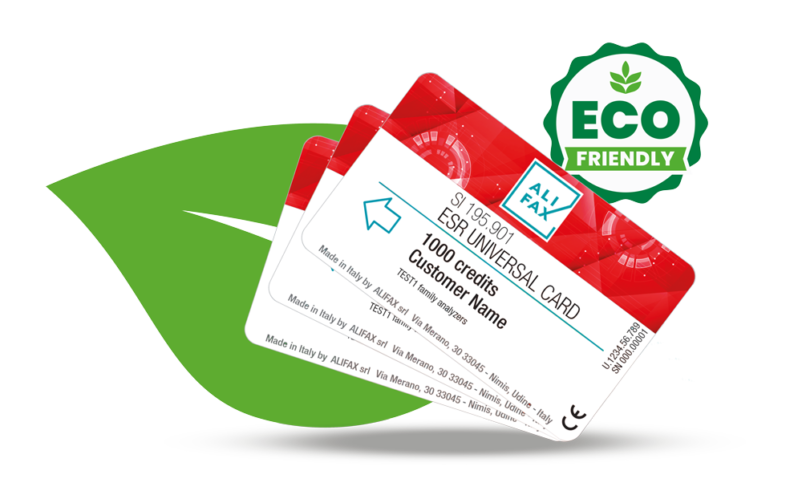 ECO
FRIENDLY
ALI
FAX
SI 195.901
ESR UNIVERSAL CARD
1000 credits
Customer Name
TEST1 family analyzers
Made in Italy by ALIFAX srl Via Merano, 30 33045 - Nimis, Udine - Italy
U.1234.56.789
SN 000.00001
CE
TEST1 family
Made in Italy by ALIFAX srl Via Merano, 30 33045 - Nimis, Udine -
Made in Italy by ALIFAX srl Via Merano, 30 33045 - Nimis, Udine